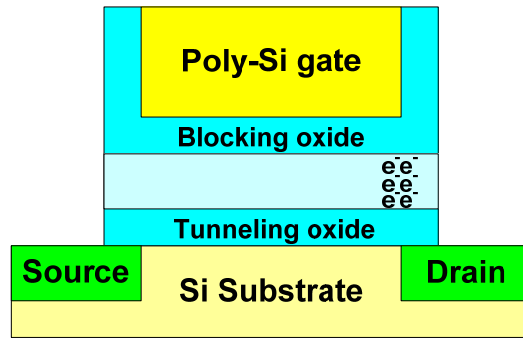 Poly-Si gate
Blocking oxide
e⁻e⁻
e⁻e⁻
e⁻e⁻
Tunneling oxide
Source
Si Substrate
Drain